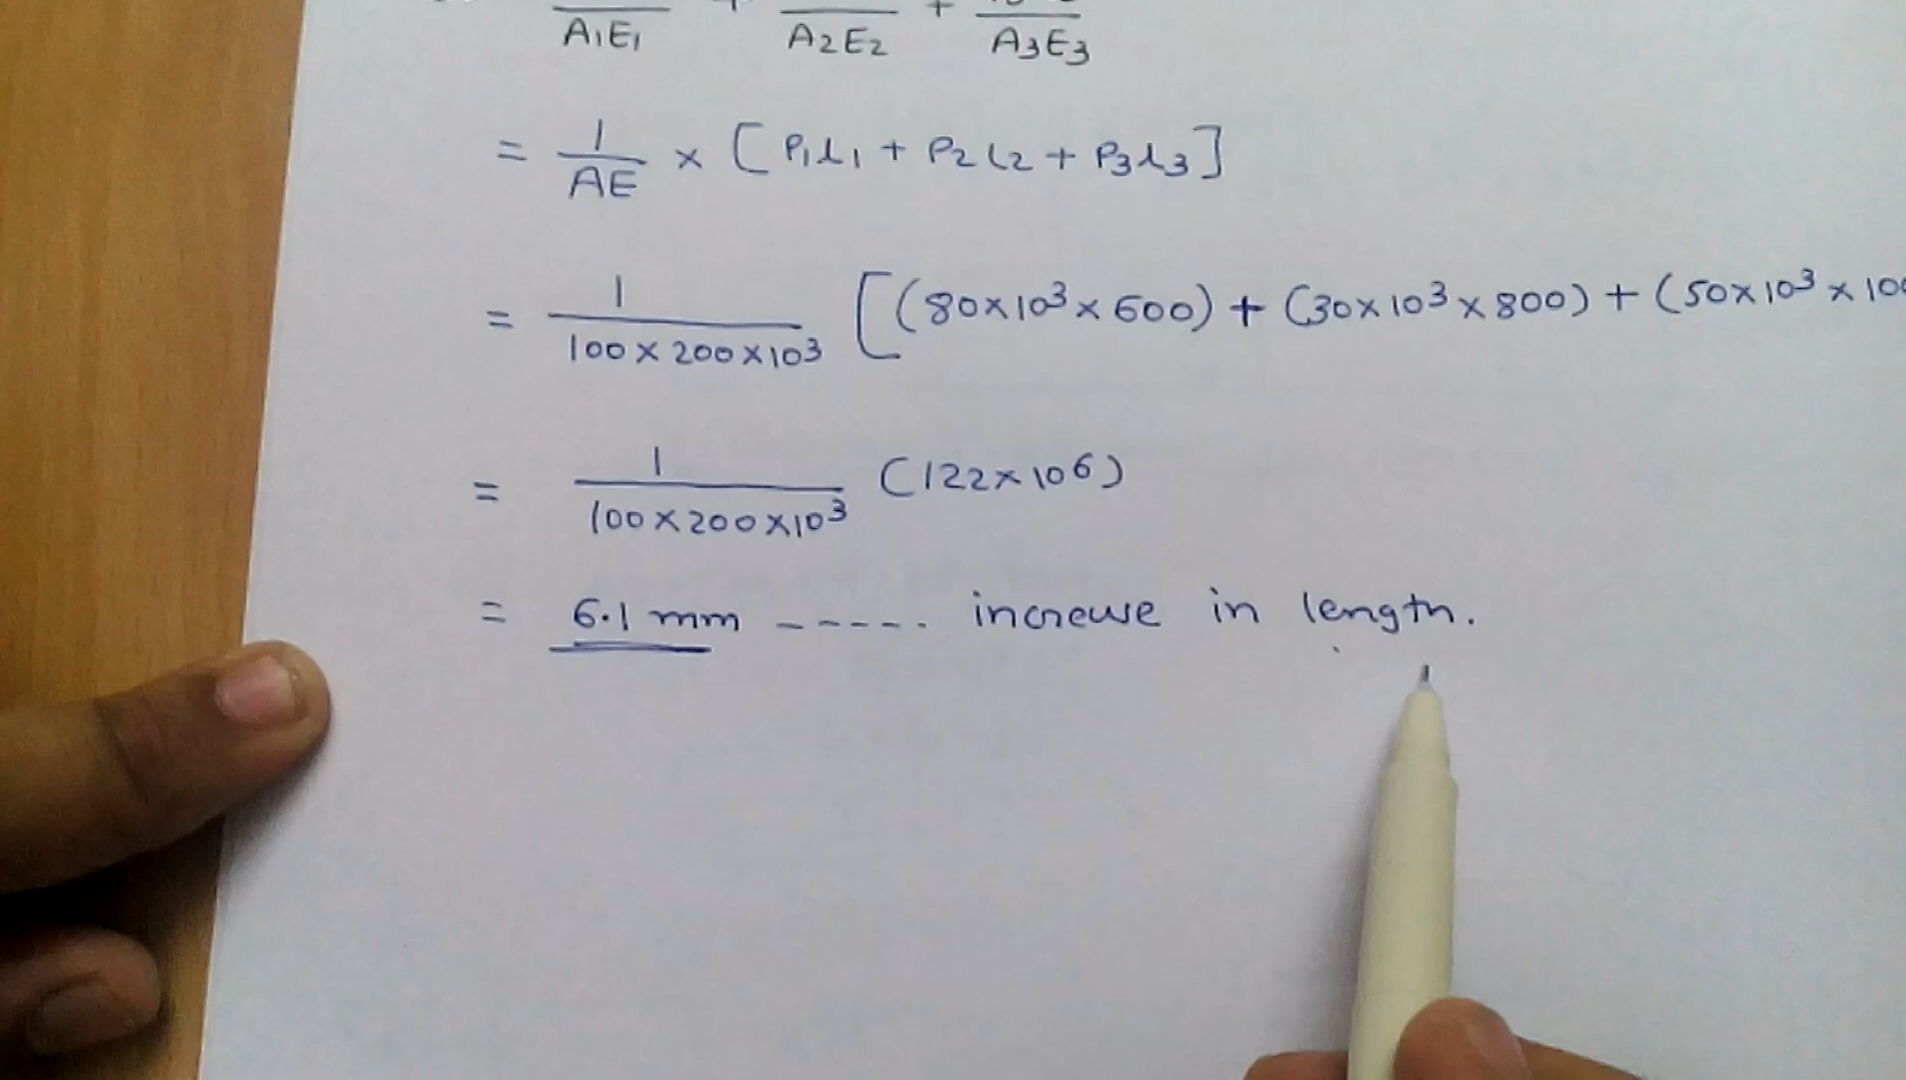 A1E1 + A2E2 + A3E3
= 1/AE × [P1l1 + P2l2 + P3l3]
= 1/100×200×10³ [(80×10³×600) + (30×10³×800) + (50×10³×100
= 1/100×200×10³ (122×10⁶)
= 6.1 mm -----. increase in length.